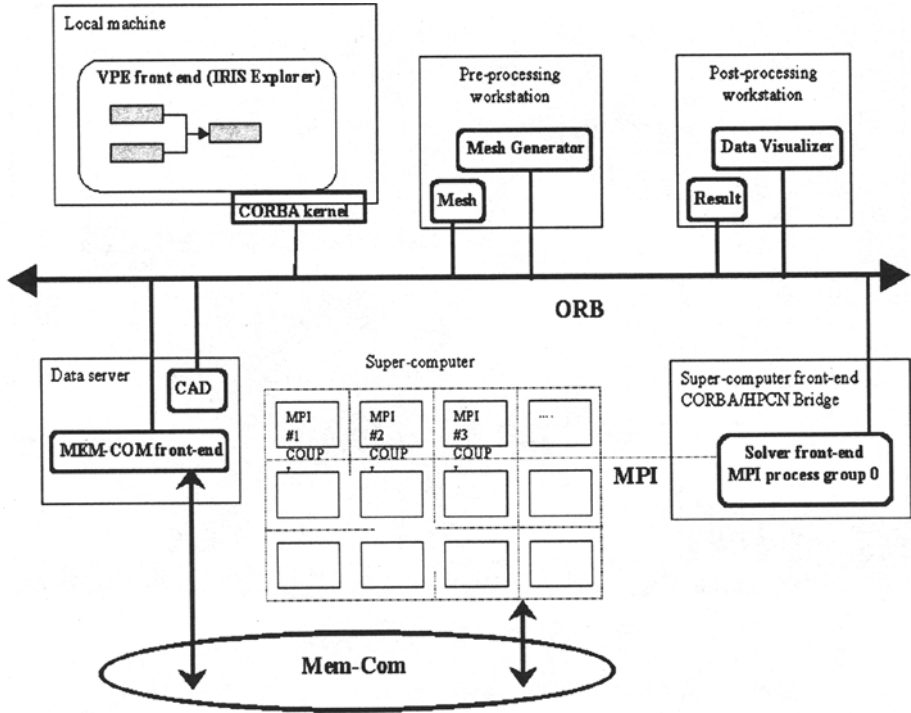 Local machine
VPE front end (IRIS Explorer)
CORBA kernel
Pre-processing
workstation
Mesh Generator
Mesh
Post-processing
workstation
Data Visualizer
Result
ORB
Data server
CAD
MEM-COM front-end
Super-computer
MPI
#1
COUP
MPI
#2
COUP
MPI
#3
COUP
....
MPI
Super-computer front-end
CORBA/HPCN Bridge
Solver front-end
MPI process group 0
Mem-Com